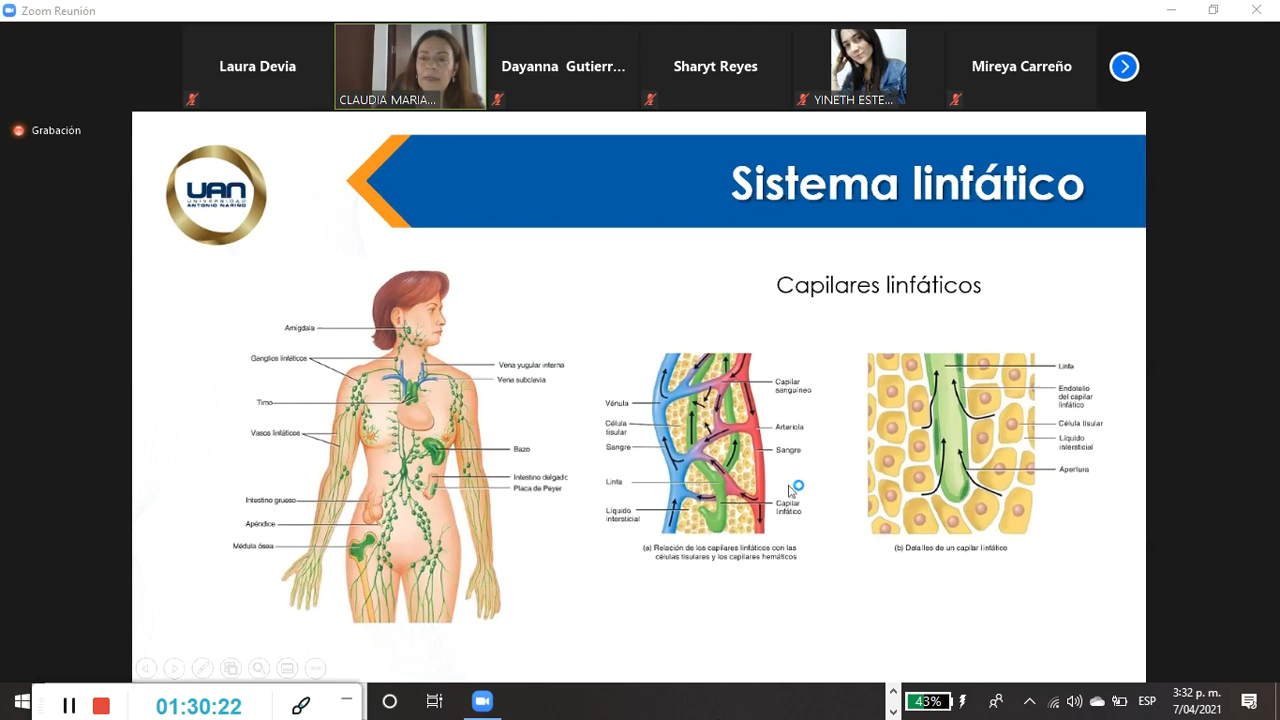 Zoom Reunión
Laura Devia
CLAUDIA MARIA...
Dayanna Gutierr...
Sharyt Reyes
YINETH ESTE...
Mireya Carreño
Grabación
UAN
UNIVERSIDAD
ANTONIO NARIÑO
Sistema linfático
Capilares linfáticos
Amígdala
Ganglios linfáticos
Timo
Vasos linfáticos
Intestino grueso
Apéndice
Médula ósea
Vena yugular interna
Vena subclavia
Bazo
Intestino delgado
Placa de Peyer
Vénula
Célula
tisular
Sangre
Linfa
Líquido
intersticial
Capilar
sanguíneo
Arteriola
Sangre
Capilar
linfático
(a) Relación de los capilares linfáticos con las
células tisulares y los capilares hemáticos
Linfa
Endotelio
del capilar
linfático
Célula tisular
Líquido
intersticial
Apertura
(b) Detalles de un capilar linfático
01:30:22
43%
ESP
3:32 p. m.
7/04/2021